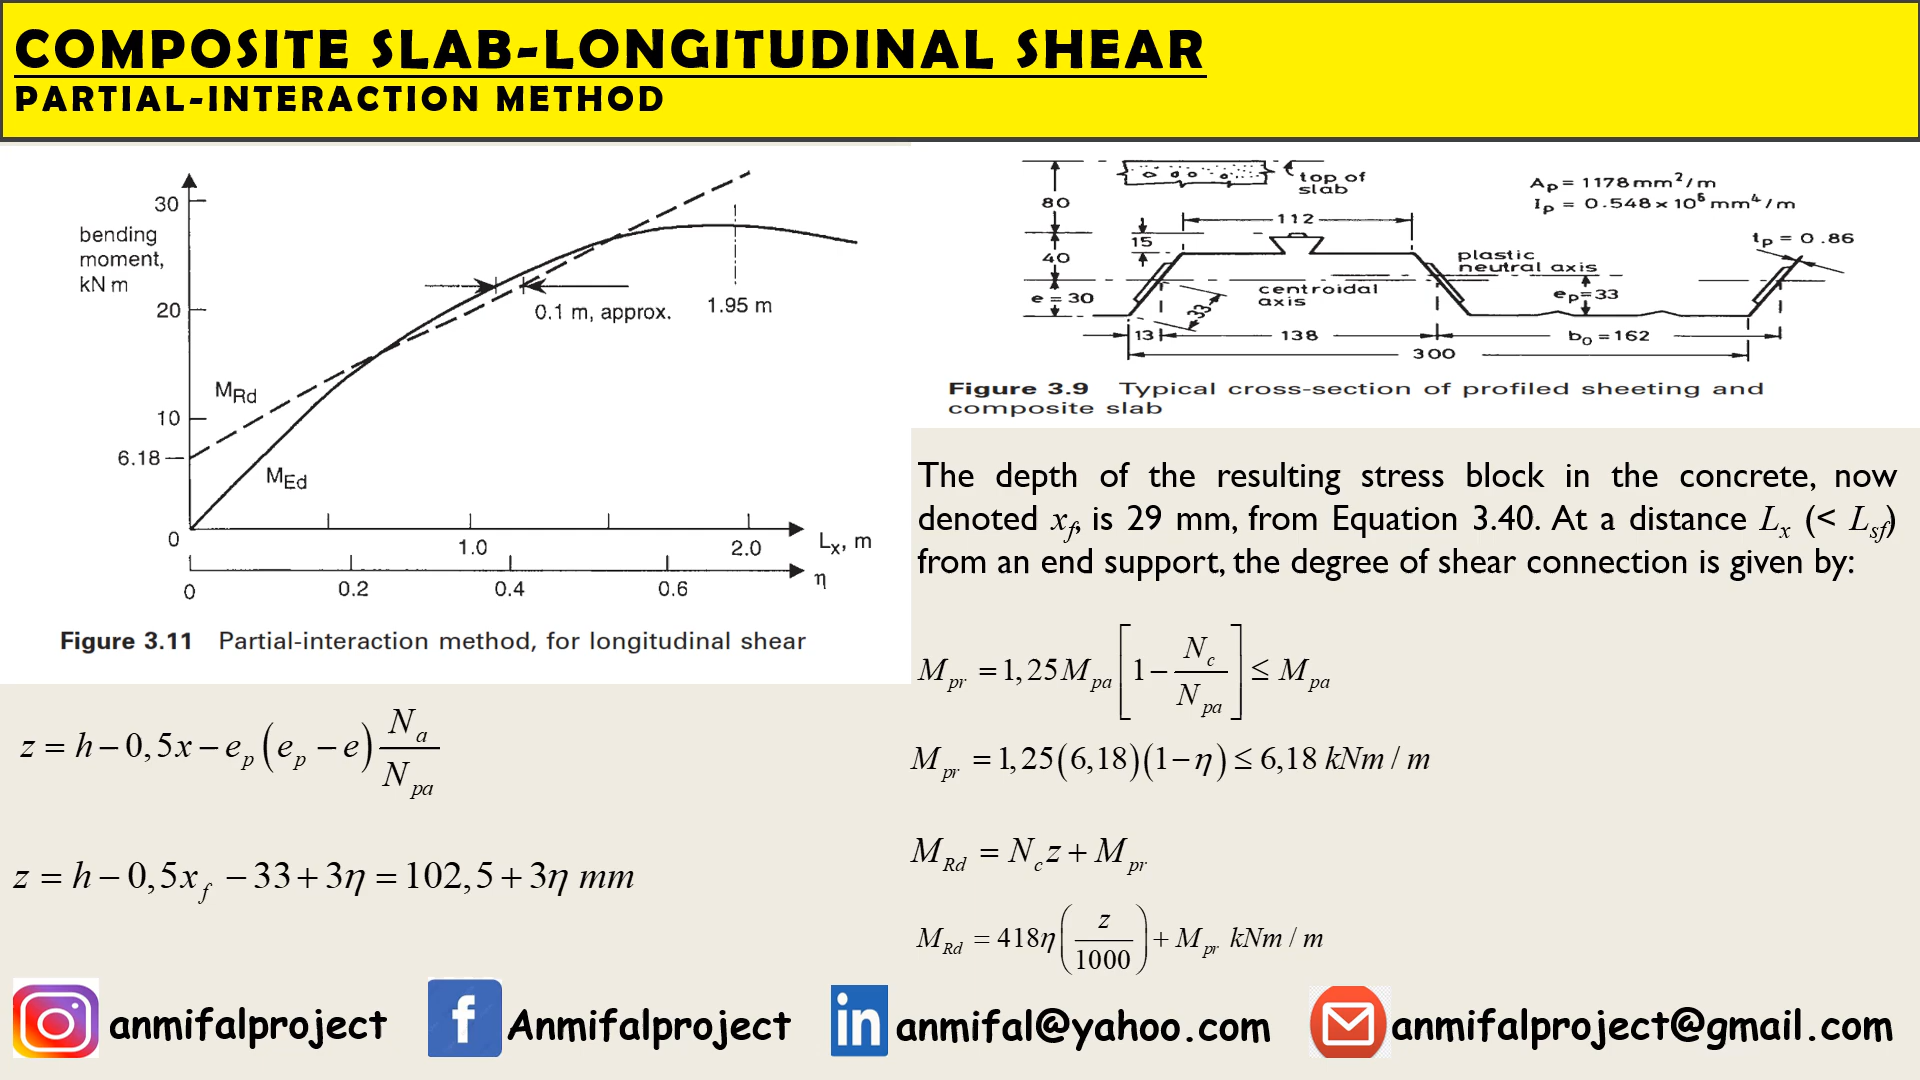 COMPOSITE SLAB-LONGITUDINAL SHEAR
PARTIAL-INTERACTION METHOD
30
bending
moment,
kN m
20
0.1 m, approx.
1.95 m
M_Rd
10
6.18
M_Ed
0
1.0
2.0
L_x, m
0
0.2
0.4
0.6
η
Figure 3.11 Partial-interaction method, for longitudinal shear
top of
slab
A_p = 1178 mm²/m
I_p = 0.548 × 10⁶ mm⁴/m
80
112
15
t_p = 0.86
40
plastic
neutral axis
e = 30
centroidal
axis
e_p = 33
33
13
138
b_o = 162
300
Figure 3.9 Typical cross-section of profiled sheeting and
composite slab
The depth of the resulting stress block in the concrete, now
denoted x_f, is 29 mm, from Equation 3.40. At a distance L_x (< L_sf)
from an end support, the degree of shear connection is given by:
M_pr = 1,25M_pa [1 − N_c / N_pa] ≤ M_pa
M_pr = 1,25(6,18)(1−η) ≤ 6,18 kNm / m
M_Rd = N_c z + M_pr
M_Rd = 418η (z / 1000) + M_pr kNm / m
z = h − 0,5x − e_p (e_p − e) N_a / N_pa
z = h − 0,5x_f − 33 + 3η = 102,5 + 3η mm
anmifalproject
f Anmifalproject
in anmifal@yahoo.com
anmifalproject@gmail.com